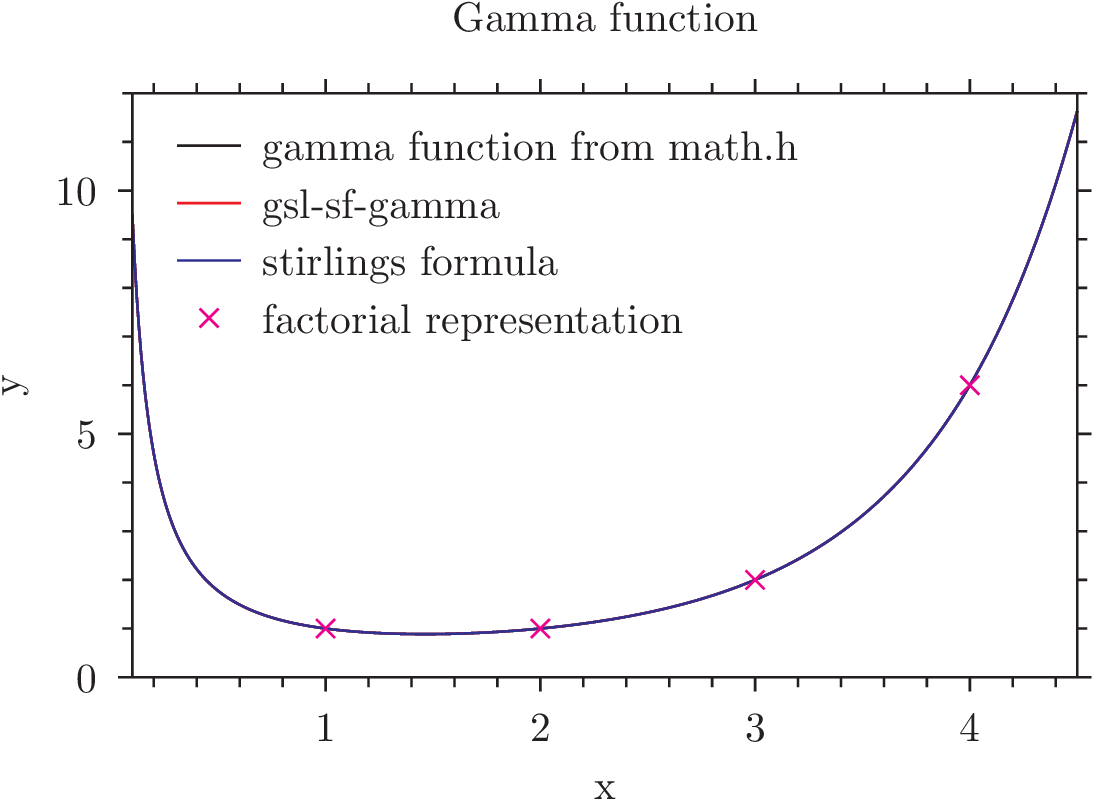 Gamma function
gamma function from math.h
gsl-sf-gamma
stirlings formula
factorial representation
10
5
0
y
1 2 3 4
x